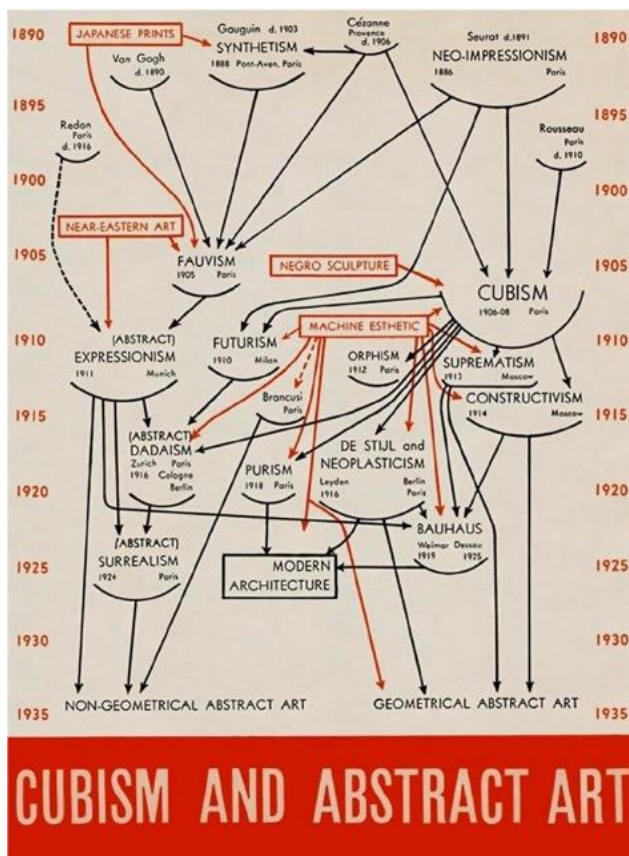 1890
JAPANESE PRINTS
Van Gogh
d. 1890
Gauguin d. 1903
SYNTHETISM
1888 Pont-Aven, Paris
Cézanne
Provence
d. 1906
Seurat d.1891
NEO-IMPRESSIONISM
1886 Paris
1890
1895
1895
Redon
Paris
d. 1916
Rousseau
Paris
d. 1910
1900
1900
NEAR-EASTERN ART
1905
FAUVISM
1905 Paris
NEGRO SCULPTURE
1905
CUBISM
1906-08 Paris
1910
(ABSTRACT)
EXPRESSIONISM
1911 Munich
FUTURISM
1910 Milan
MACHINE ESTHETIC
ORPHISM
1912 Paris
SUPREMATISM
1913 Moscow
1910
Brancusi
Paris
CONSTRUCTIVISM
1914 Moscow
1915
1915
(ABSTRACT)
DADAISM
Zurich Paris
1916 Cologne
Berlin
PURISM
1918 Paris
DE STIJL and
NEOPLASTICISM
Leyden Berlin
1916 Paris
1920
1920
(ABSTRACT)
SURREALISM
1924 Paris
BAUHAUS
Weimar Dessau
1919 1925
MODERN
ARCHITECTURE
1925
1925
1930
1930
1935
NON-GEOMETRICAL ABSTRACT ART
GEOMETRICAL ABSTRACT ART
1935
CUBISM AND ABSTRACT ART